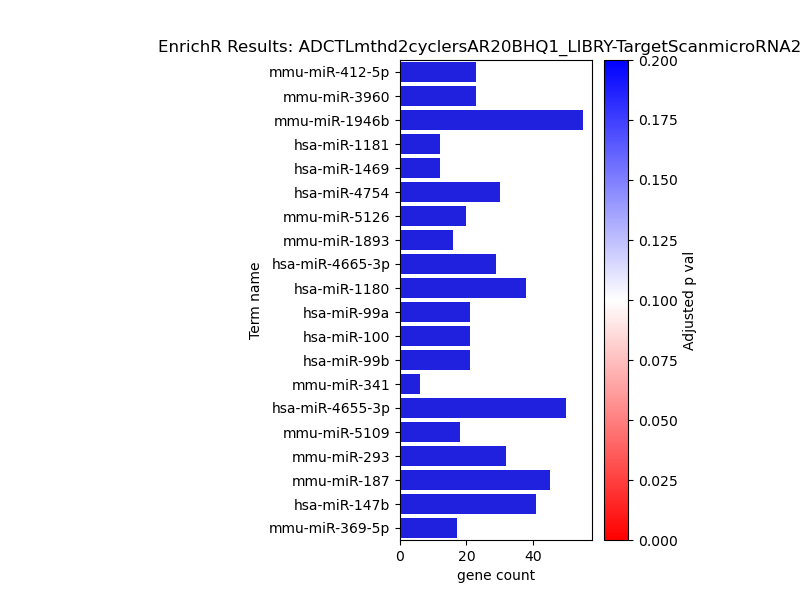 EnrichR Results: ADCTLmthd2cyclersAR20BHQ1_LIBRY-TargetScanmicroRNA2
mmu-miR-412-5p
mmu-miR-3960
mmu-miR-1946b
hsa-miR-1181
hsa-miR-1469
hsa-miR-4754
mmu-miR-5126
mmu-miR-1893
hsa-miR-4665-3p
hsa-miR-1180
hsa-miR-99a
hsa-miR-100
hsa-miR-99b
mmu-miR-341
hsa-miR-4655-3p
mmu-miR-5109
mmu-miR-293
mmu-miR-187
hsa-miR-147b
mmu-miR-369-5p
Term name
0 20 40
gene count
0.200
0.175
0.150
0.125
0.100
0.075
0.050
0.025
0.000
Adjusted p val